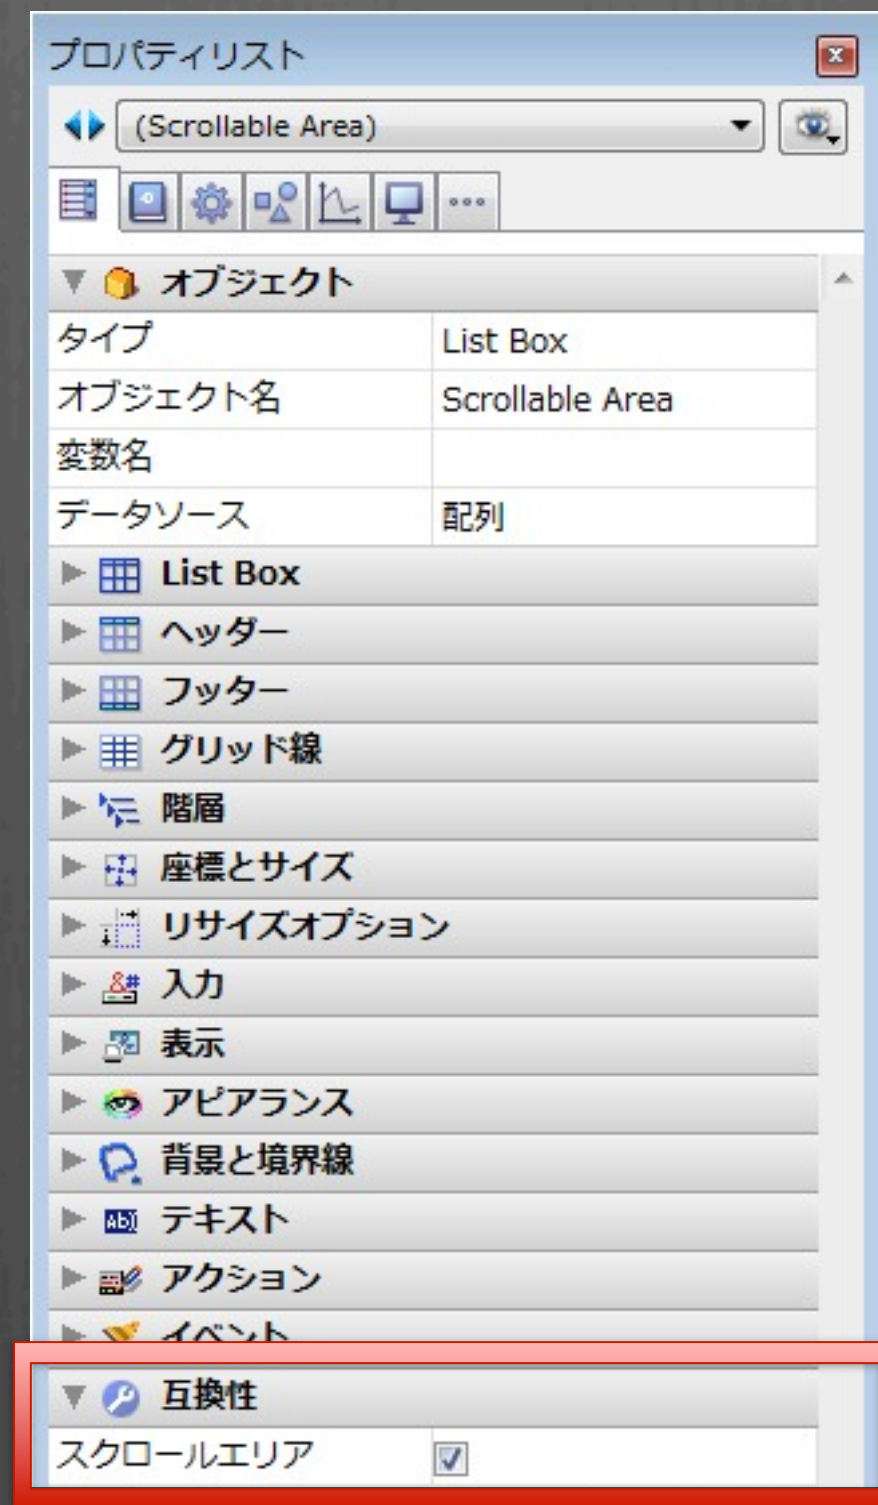 プロパティリスト
(Scrollable Area)
オブジェクト
タイプ List Box
オブジェクト名 Scrollable Area
変数名
データソース 配列
List Box
ヘッダー
フッター
グリッド線
階層
座標とサイズ
リサイズオプション
入力
表示
アピアランス
背景と境界線
テキスト
アクション
イベント
互換性
スクロールエリア